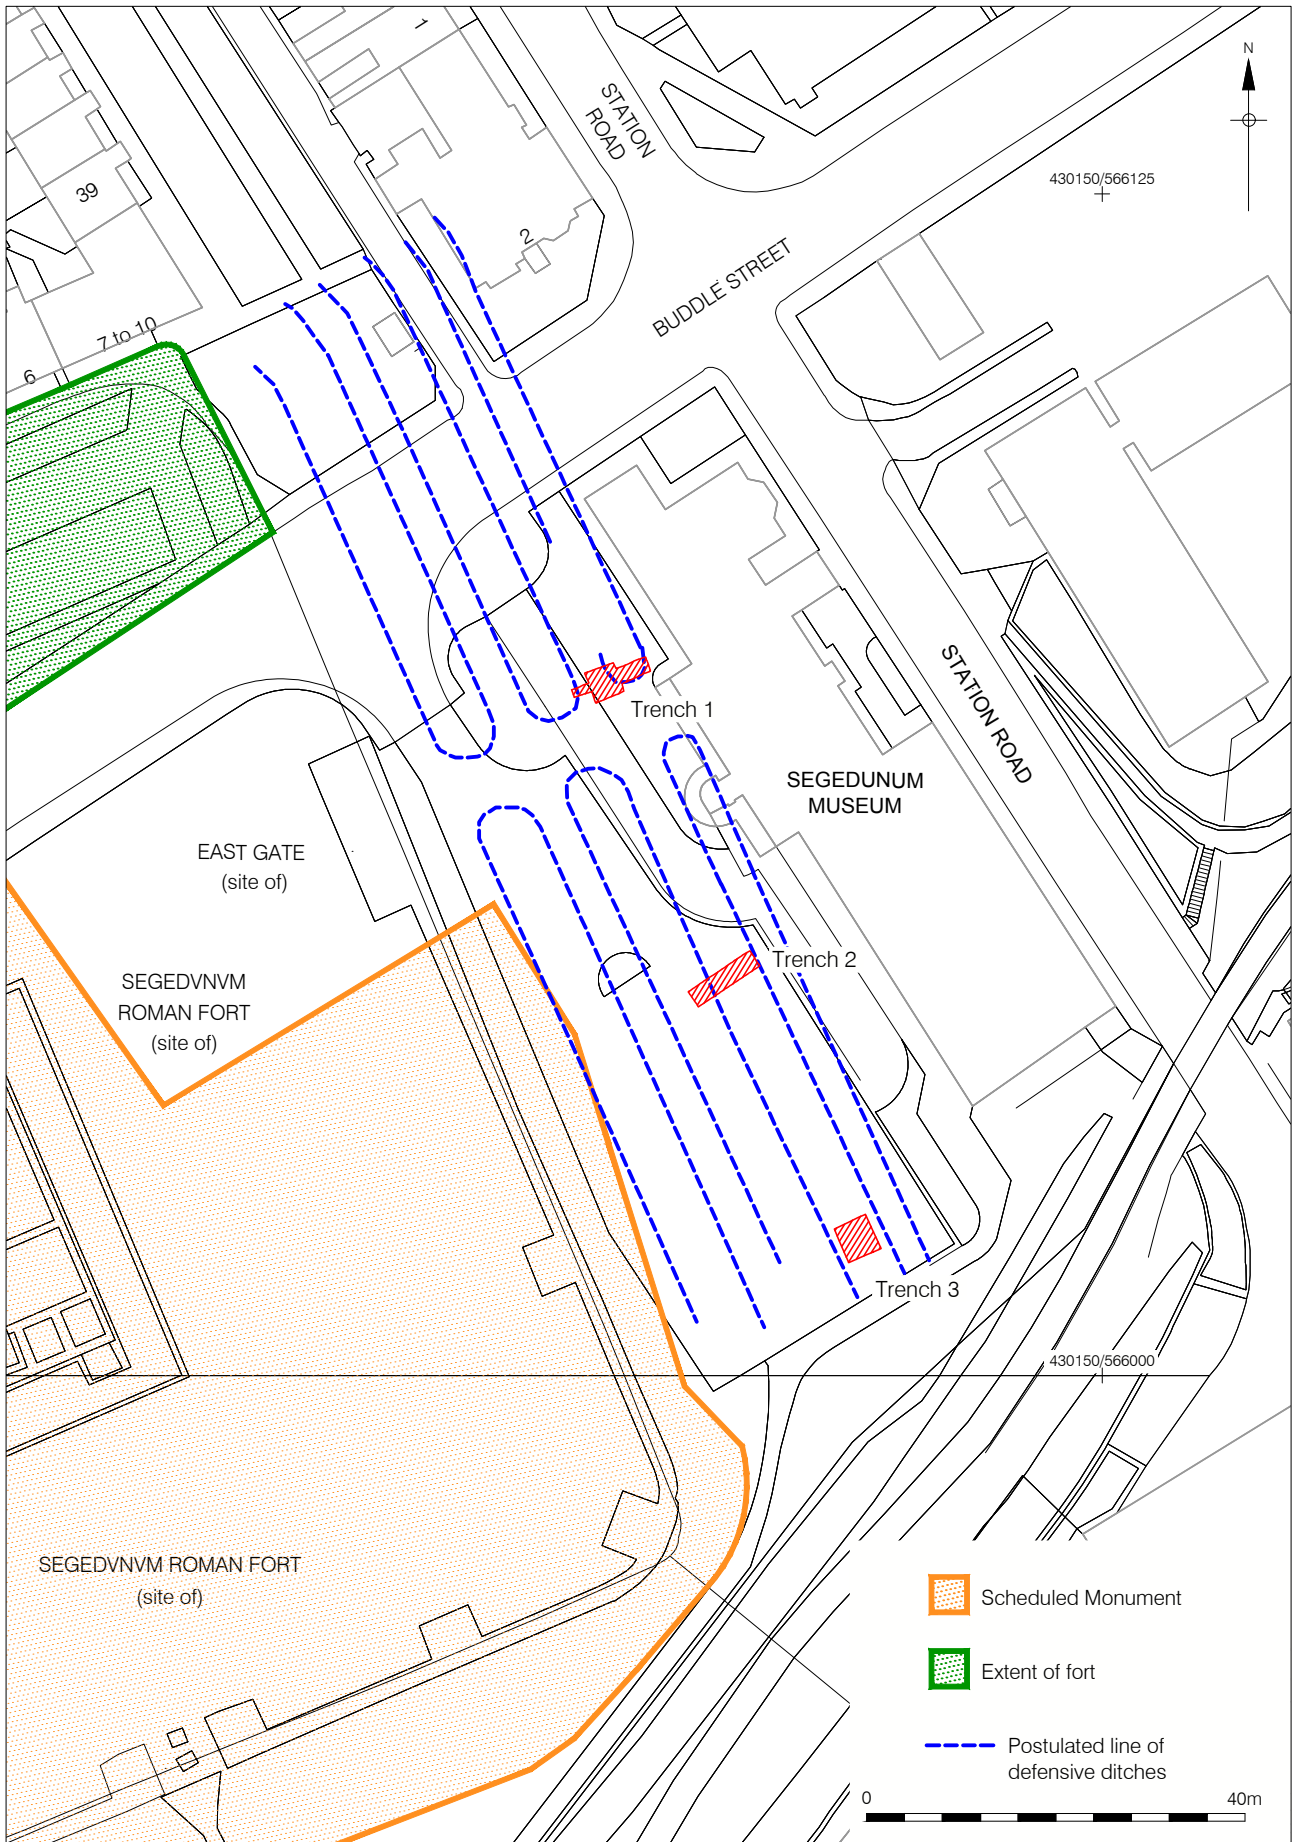 1
STATION
ROAD
N
39
430150/566125
2
BUDDLE STREET
7 to 10
6
STATION ROAD
Trench 1
SEGEDUNUM
MUSEUM
EAST GATE
(site of)
Trench 2
SEGEDVNVM
ROMAN FORT
(site of)
Trench 3
430150/566000
SEGEDVNVM ROMAN FORT
(site of)
Scheduled Monument
Extent of fort
Postulated line of
defensive ditches
0 40m